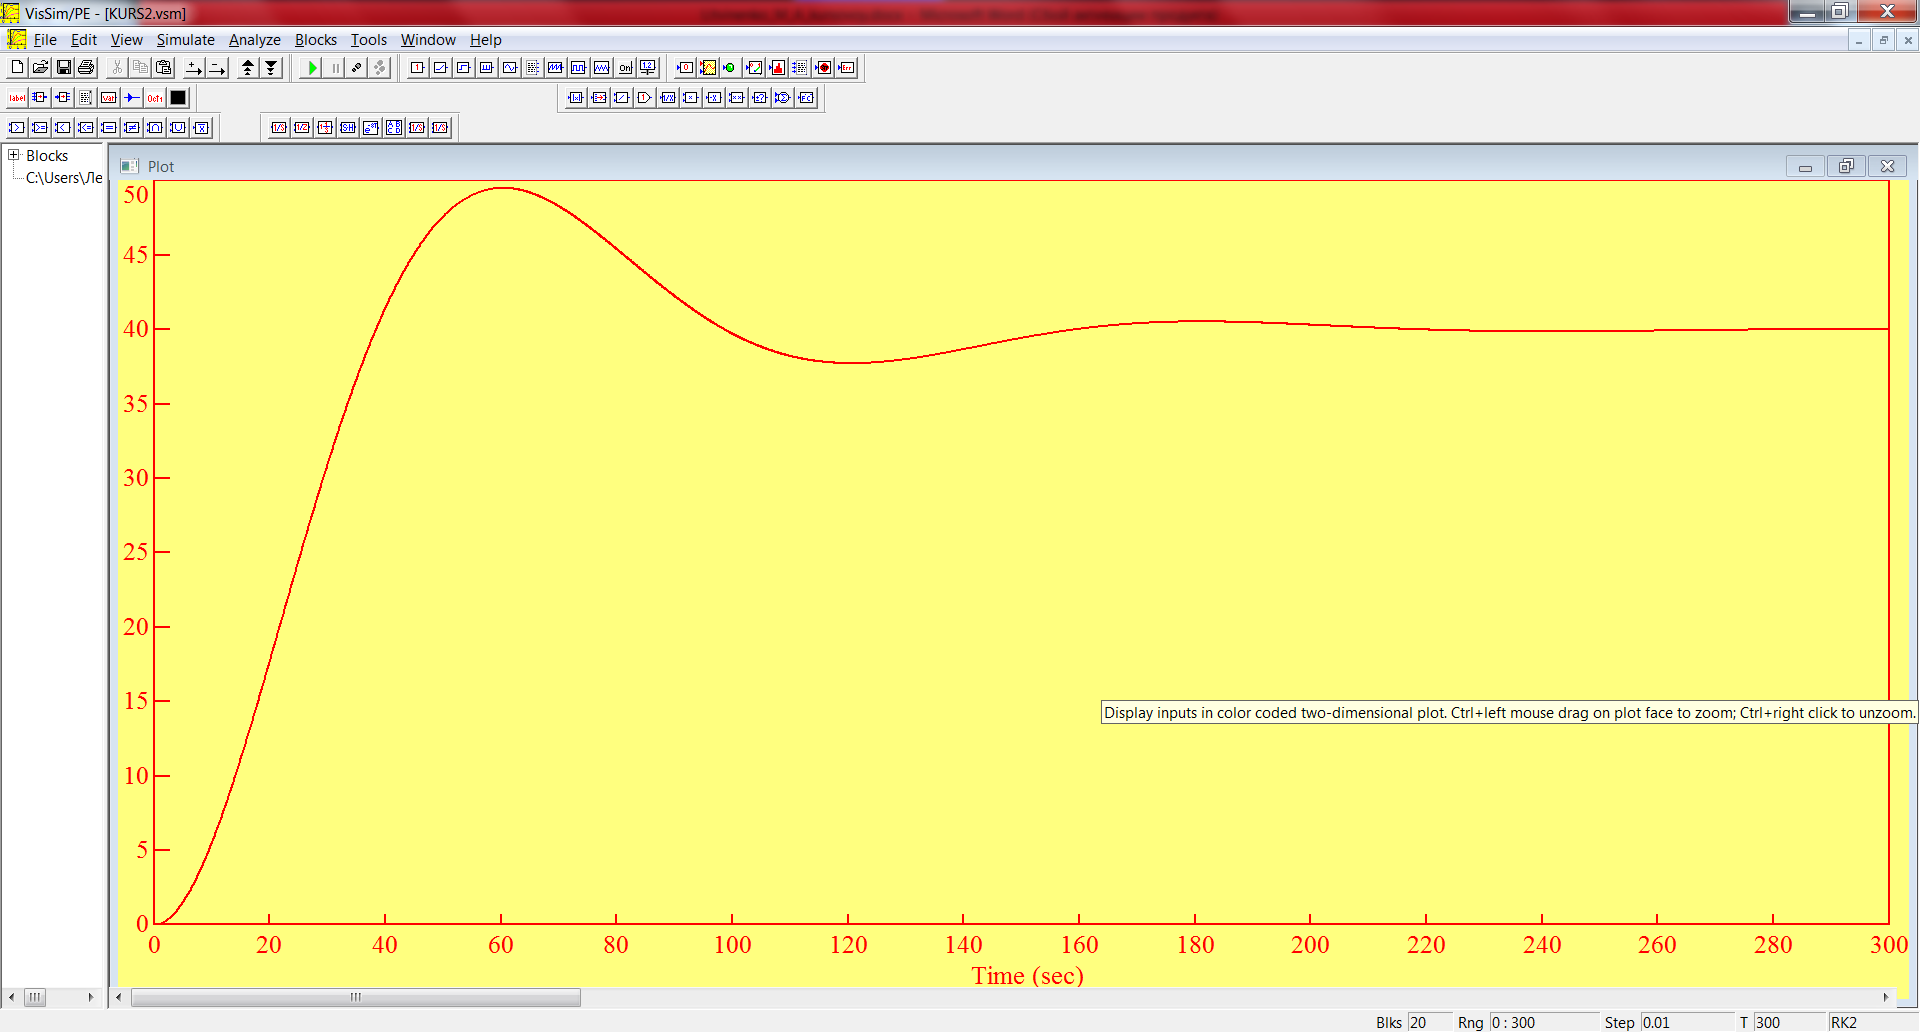 VisSim/PE - [KURS2.vsm]
File Edit View Simulate Analyze Blocks Tools Window Help
Blocks
C:\Users\Ле
Plot
50
45
40
35
30
25
20
15
10
5
0
Display inputs in color coded two-dimensional plot. Ctrl+left mouse drag on plot face to zoom; Ctrl+right click to unzoom.
0 20 40 60 80 100 120 140 160 180 200 220 240 260 280 300
Time (sec)
Blks 20 Rng 0 : 300 Step 0.01 T 300 RK2